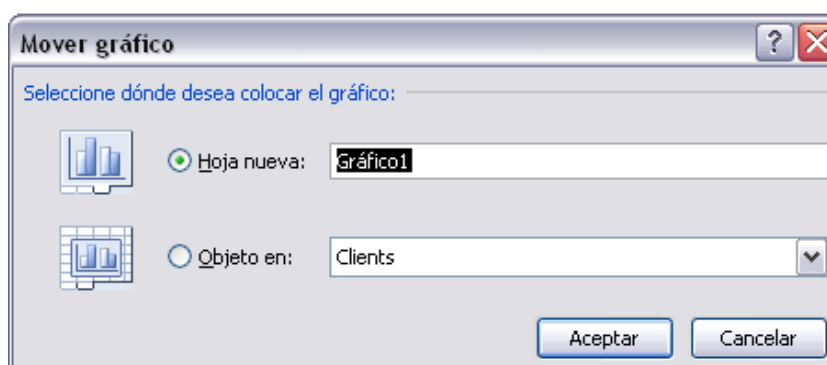 Mover gráfico
?
Seleccione dónde desea colocar el gráfico:
Hoja nueva: Gráfico1
Objeto en: Clients
Aceptar Cancelar